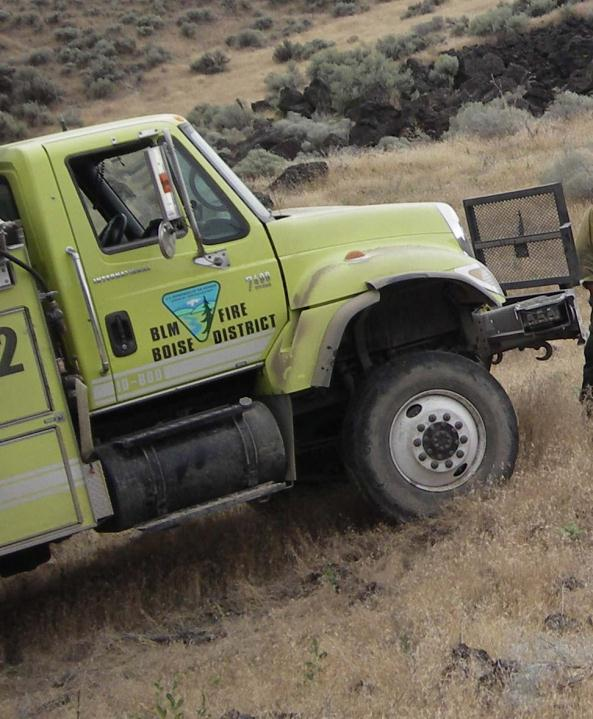 INTERNATIONAL
7400
BLM FIRE
BOISE DISTRICT
2